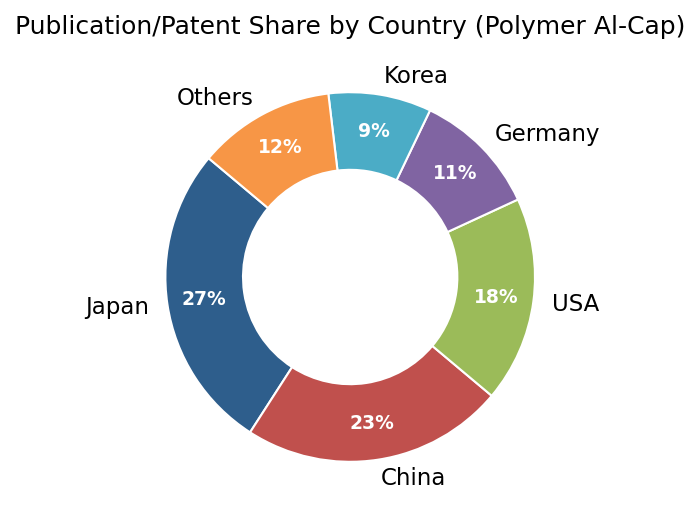 Publication/Patent Share by Country (Polymer Al-Cap)
Korea
Others
9%
Germany
12%
11%
Japan
27%
18%
USA
23%
China